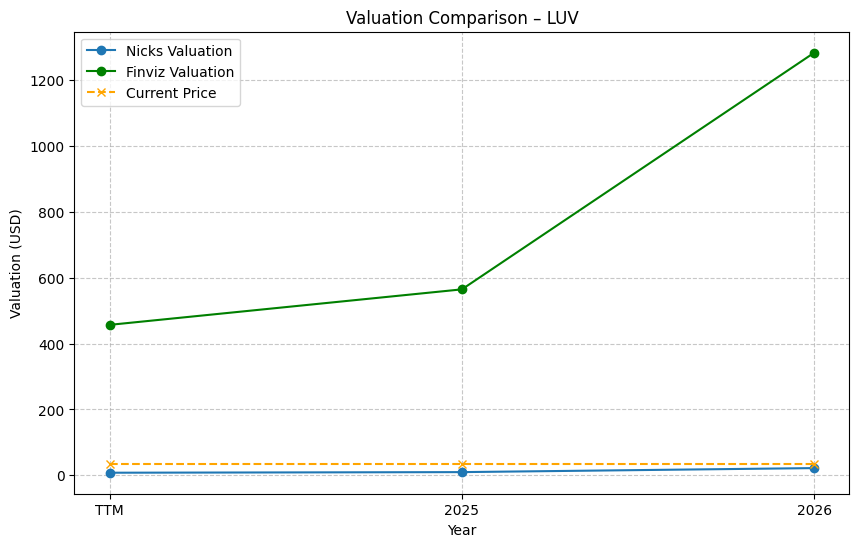 Valuation Comparison – LUV
Nicks Valuation
Finviz Valuation
Current Price
Valuation (USD)
1200
1000
800
600
400
200
0
TTM
2025
2026
Year